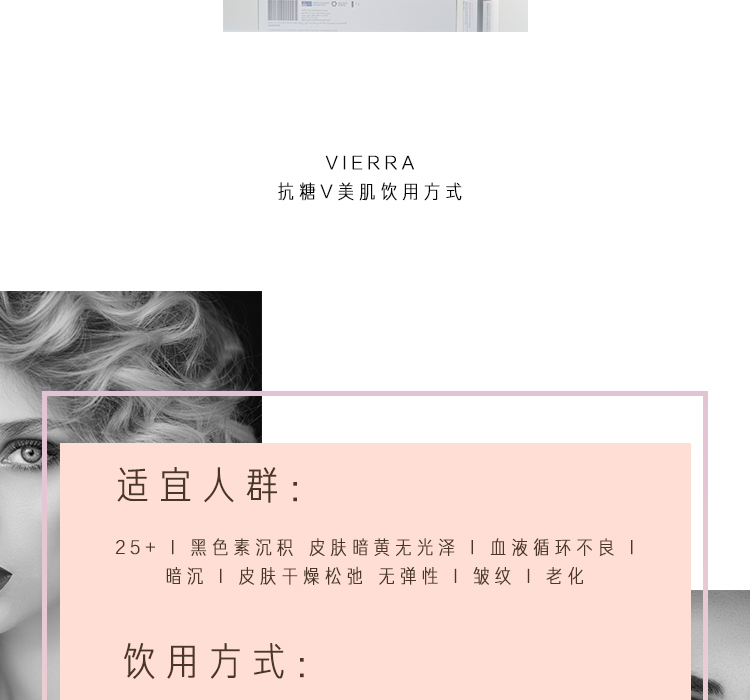 VIERRA
抗糖V美肌饮用方式
适宜人群:
25+ | 黑色素沉积 皮肤暗黄无光泽 | 血液循环不良 |
暗沉 | 皮肤干燥松弛 无弹性 | 皱纹 | 老化
饮用方式: